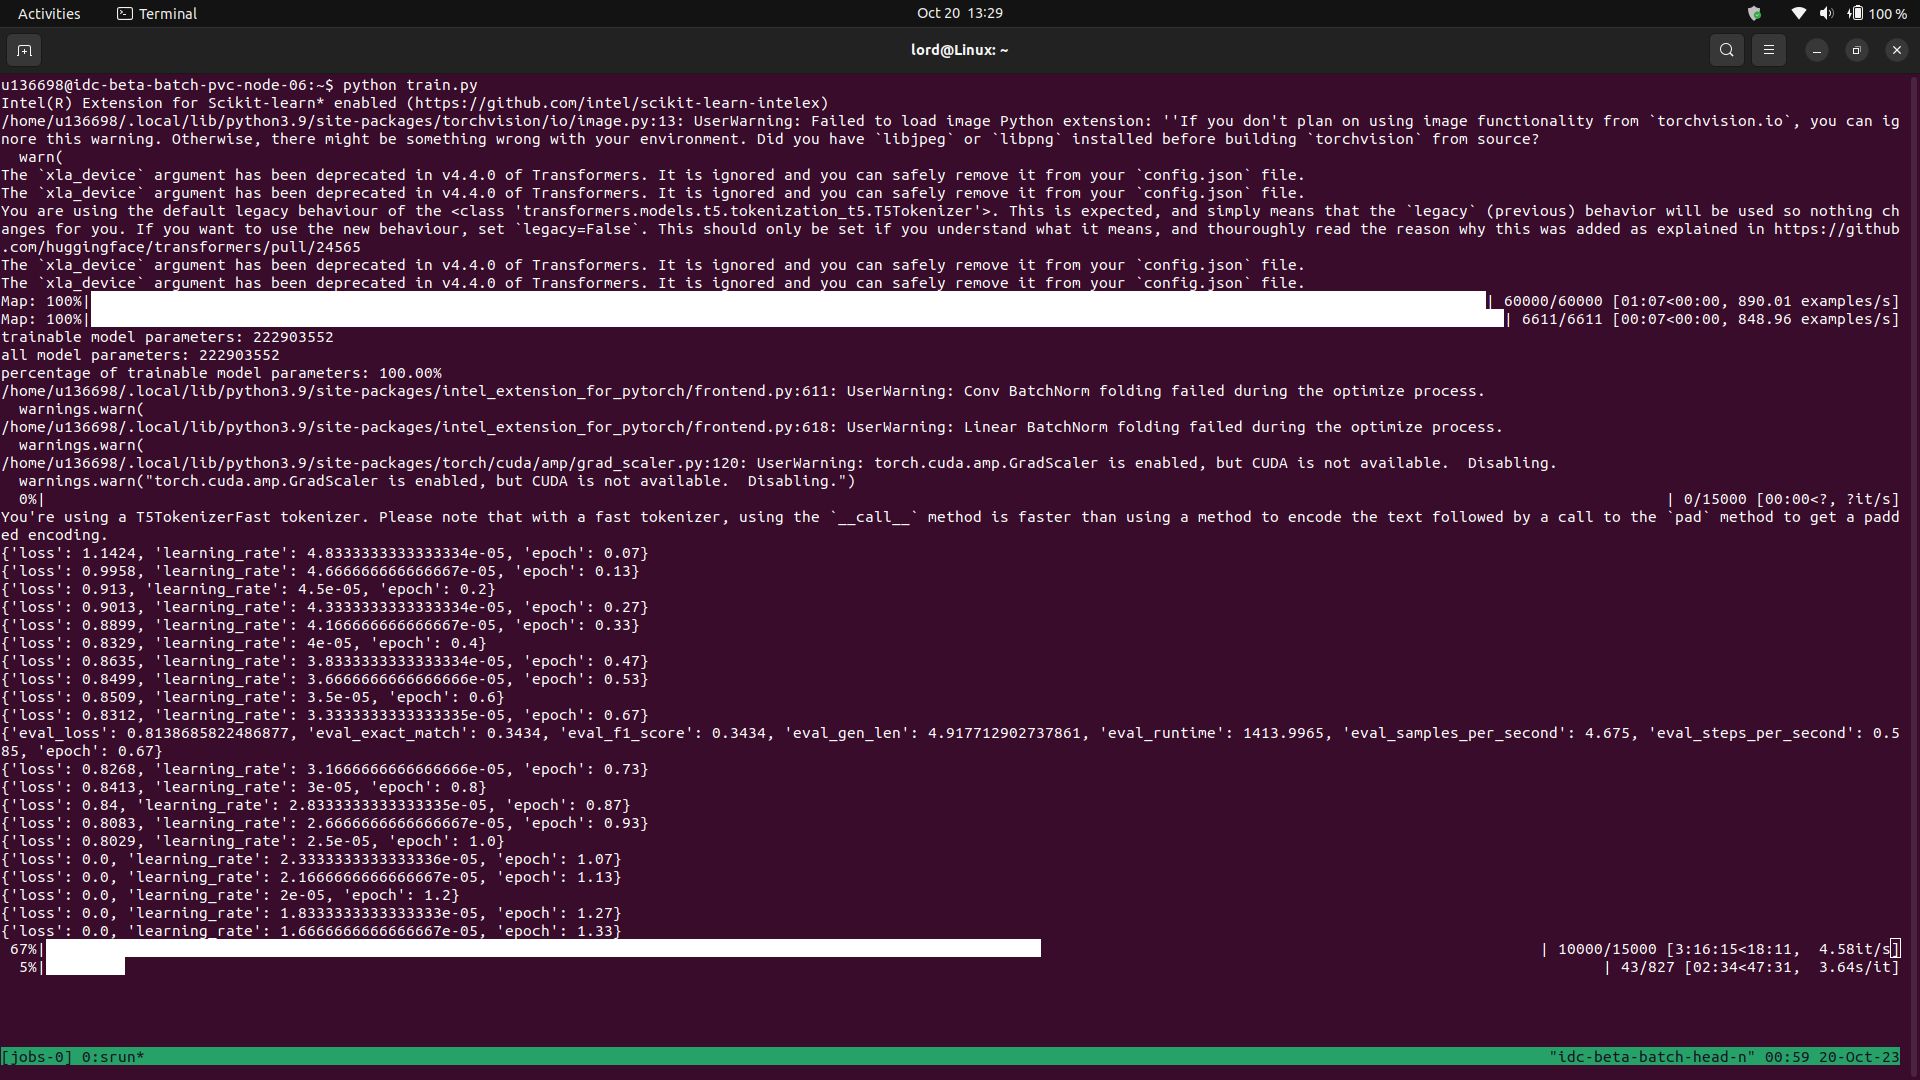 Activities Terminal Oct 20 13:29 100 %
lord@Linux: ~
u136698@idc-beta-batch-pvc-node-06:~$ python train.py
Intel(R) Extension for Scikit-learn* enabled (https://github.com/intel/scikit-learn-intelex)
/home/u136698/.local/lib/python3.9/site-packages/torchvision/io/image.py:13: UserWarning: Failed to load image Python extension: ''If you don't plan on using image functionality from `torchvision.io`, you can ig
nore this warning. Otherwise, there might be something wrong with your environment. Did you have `libjpeg` or `libpng` installed before building `torchvision` from source?
  warn(
The `xla_device` argument has been deprecated in v4.4.0 of Transformers. It is ignored and you can safely remove it from your `config.json` file.
The `xla_device` argument has been deprecated in v4.4.0 of Transformers. It is ignored and you can safely remove it from your `config.json` file.
You are using the default legacy behaviour of the <class 'transformers.models.t5.tokenization_t5.T5Tokenizer'>. This is expected, and simply means that the `legacy` (previous) behavior will be used so nothing ch
anges for you. If you want to use the new behaviour, set `legacy=False`. This should only be set if you understand what it means, and thouroughly read the reason why this was added as explained in https://github
.com/huggingface/transformers/pull/24565
The `xla_device` argument has been deprecated in v4.4.0 of Transformers. It is ignored and you can safely remove it from your `config.json` file.
The `xla_device` argument has been deprecated in v4.4.0 of Transformers. It is ignored and you can safely remove it from your `config.json` file.
Map: 100%| | 60000/60000 [01:07<00:00, 890.01 examples/s]
Map: 100%| | 6611/6611 [00:07<00:00, 848.96 examples/s]
trainable model parameters: 222903552
all model parameters: 222903552
percentage of trainable model parameters: 100.00%
/home/u136698/.local/lib/python3.9/site-packages/intel_extension_for_pytorch/frontend.py:611: UserWarning: Conv BatchNorm folding failed during the optimize process.
  warnings.warn(
/home/u136698/.local/lib/python3.9/site-packages/intel_extension_for_pytorch/frontend.py:618: UserWarning: Linear BatchNorm folding failed during the optimize process.
  warnings.warn(
/home/u136698/.local/lib/python3.9/site-packages/torch/cuda/amp/grad_scaler.py:120: UserWarning: torch.cuda.amp.GradScaler is enabled, but CUDA is not available.  Disabling.
  warnings.warn("torch.cuda.amp.GradScaler is enabled, but CUDA is not available.  Disabling.")
  0%| | 0/15000 [00:00<?, ?it/s]
You're using a T5TokenizerFast tokenizer. Please note that with a fast tokenizer, using the `__call__` method is faster than using a method to encode the text followed by a call to the `pad` method to get a padd
ed encoding.
{'loss': 1.1424, 'learning_rate': 4.8333333333333334e-05, 'epoch': 0.07}
{'loss': 0.9958, 'learning_rate': 4.666666666666667e-05, 'epoch': 0.13}
{'loss': 0.913, 'learning_rate': 4.5e-05, 'epoch': 0.2}
{'loss': 0.9013, 'learning_rate': 4.3333333333333334e-05, 'epoch': 0.27}
{'loss': 0.8899, 'learning_rate': 4.166666666666667e-05, 'epoch': 0.33}
{'loss': 0.8329, 'learning_rate': 4e-05, 'epoch': 0.4}
{'loss': 0.8635, 'learning_rate': 3.8333333333333334e-05, 'epoch': 0.47}
{'loss': 0.8499, 'learning_rate': 3.6666666666666666e-05, 'epoch': 0.53}
{'loss': 0.8509, 'learning_rate': 3.5e-05, 'epoch': 0.6}
{'loss': 0.8312, 'learning_rate': 3.3333333333333335e-05, 'epoch': 0.67}
{'eval_loss': 0.8138685822486877, 'eval_exact_match': 0.3434, 'eval_f1_score': 0.3434, 'eval_gen_len': 4.917712902737861, 'eval_runtime': 1413.9965, 'eval_samples_per_second': 4.675, 'eval_steps_per_second': 0.5
85, 'epoch': 0.67}
{'loss': 0.8268, 'learning_rate': 3.1666666666666666e-05, 'epoch': 0.73}
{'loss': 0.8413, 'learning_rate': 3e-05, 'epoch': 0.8}
{'loss': 0.84, 'learning_rate': 2.8333333333333335e-05, 'epoch': 0.87}
{'loss': 0.8083, 'learning_rate': 2.6666666666666667e-05, 'epoch': 0.93}
{'loss': 0.8029, 'learning_rate': 2.5e-05, 'epoch': 1.0}
{'loss': 0.0, 'learning_rate': 2.3333333333333336e-05, 'epoch': 1.07}
{'loss': 0.0, 'learning_rate': 2.1666666666666667e-05, 'epoch': 1.13}
{'loss': 0.0, 'learning_rate': 2e-05, 'epoch': 1.2}
{'loss': 0.0, 'learning_rate': 1.8333333333333333e-05, 'epoch': 1.27}
{'loss': 0.0, 'learning_rate': 1.6666666666666667e-05, 'epoch': 1.33}
 67%| | 10000/15000 [3:16:15<18:11,  4.58it/s]
  5%| | 43/827 [02:34<47:31,  3.64s/it]
[jobs-0] 0:srun* "idc-beta-batch-head-n" 00:59 20-Oct-23